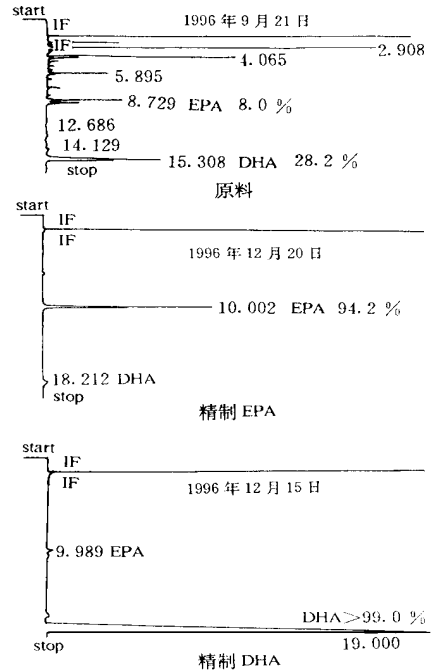 start
IF
1996 年 9 月 21 日
IF
2.908
4.065
5.895
8.729 EPA 8.0 %
12.686
14.129
15.308 DHA 28.2 %
stop
原料
start
IF
IF
1996 年 12 月 20 日
10.002 EPA 94.2 %
18.212 DHA
stop
精制 EPA
start
IF
IF
1996 年 12 月 15 日
9.989 EPA
DHA>99.0 %
stop
19.000
精制 DHA